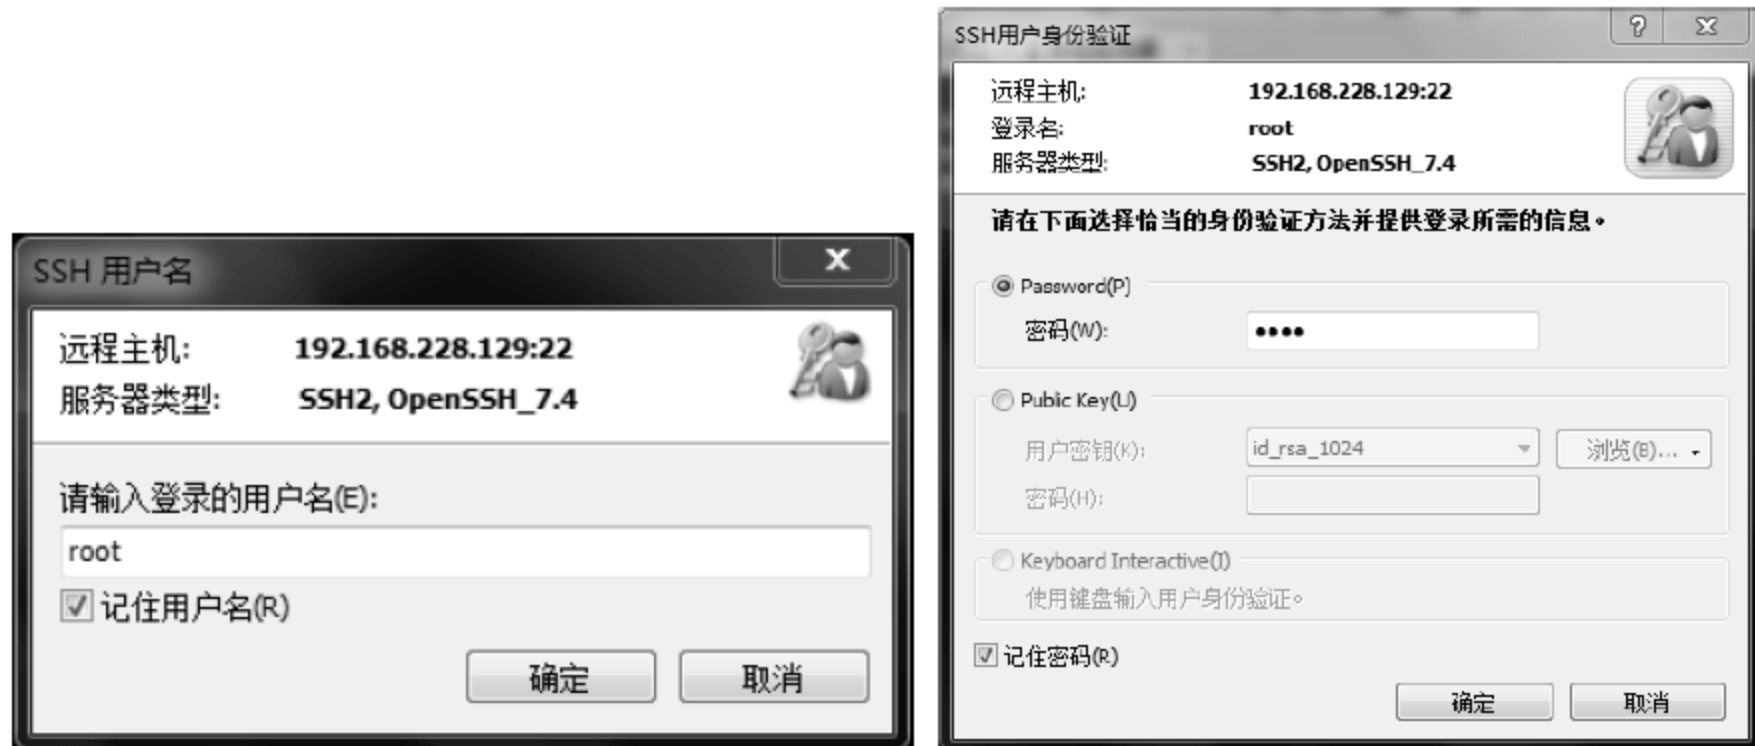 SSH 用户名
远程主机: 192.168.228.129:22
服务器类型: SSH2, OpenSSH_7.4
请输入登录的用户名(E):
root
记住用户名(R)
确定 取消
SSH用户身份验证
远程主机: 192.168.228.129:22
登录名: root
服务器类型: SSH2, OpenSSH_7.4
请在下面选择恰当的身份验证方法并提供登录所需的信息。
Password(P)
密码(W): ••••
Public Key(U)
用户密钥(K): id_rsa_1024 浏览(B)...
密码(H):
Keyboard Interactive(I)
使用键盘输入用户身份验证。
记住密码(R)
确定 取消